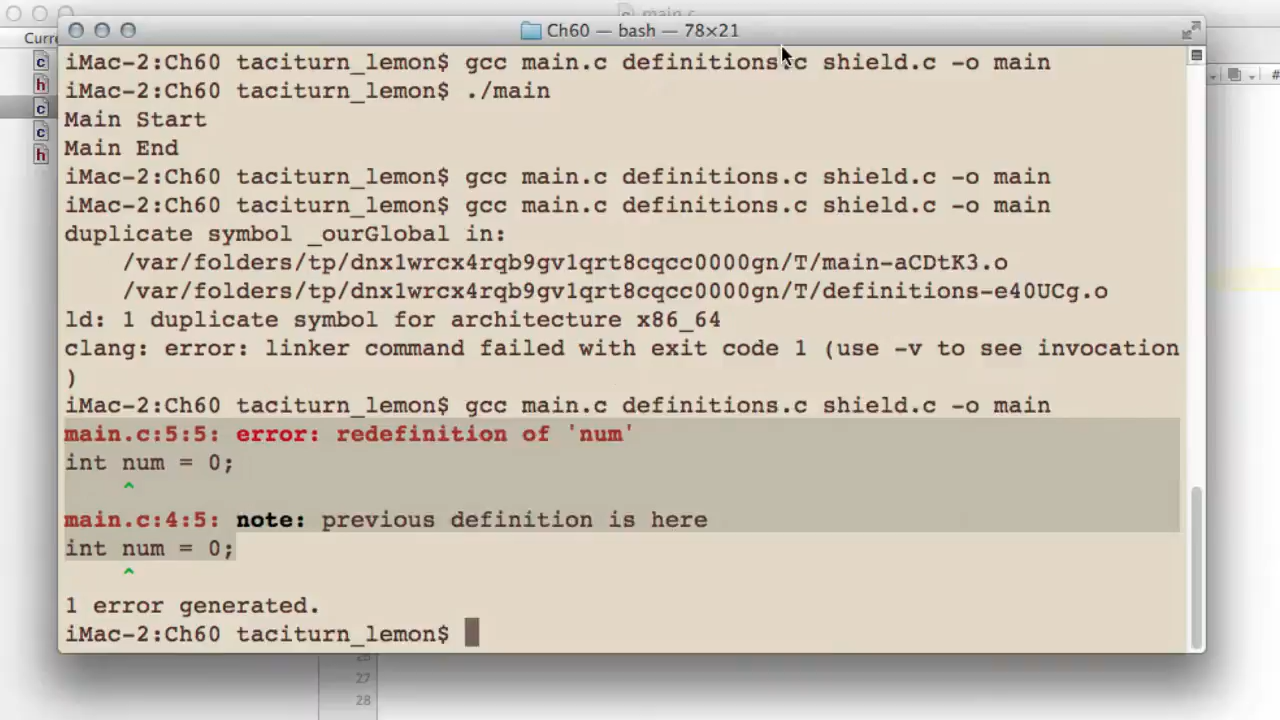 main.c
Curre
Ch60 — bash — 78×21
iMac-2:Ch60 taciturn_lemon$ gcc main.c definitions.c shield.c -o main
iMac-2:Ch60 taciturn_lemon$ ./main
Main Start
Main End
iMac-2:Ch60 taciturn_lemon$ gcc main.c definitions.c shield.c -o main
iMac-2:Ch60 taciturn_lemon$ gcc main.c definitions.c shield.c -o main
duplicate symbol _ourGlobal in:
/var/folders/tp/dnx1wrcx4rqb9gv1qrt8cqcc0000gn/T/main-aCDtK3.o
/var/folders/tp/dnx1wrcx4rqb9gv1qrt8cqcc0000gn/T/definitions-e40UCg.o
ld: 1 duplicate symbol for architecture x86_64
clang: error: linker command failed with exit code 1 (use -v to see invocation
)
iMac-2:Ch60 taciturn_lemon$ gcc main.c definitions.c shield.c -o main
main.c:5:5: error: redefinition of 'num'
int num = 0;
^
main.c:4:5: note: previous definition is here
int num = 0;
^
1 error generated.
iMac-2:Ch60 taciturn_lemon$
c
h
c
c
h
#
27
28